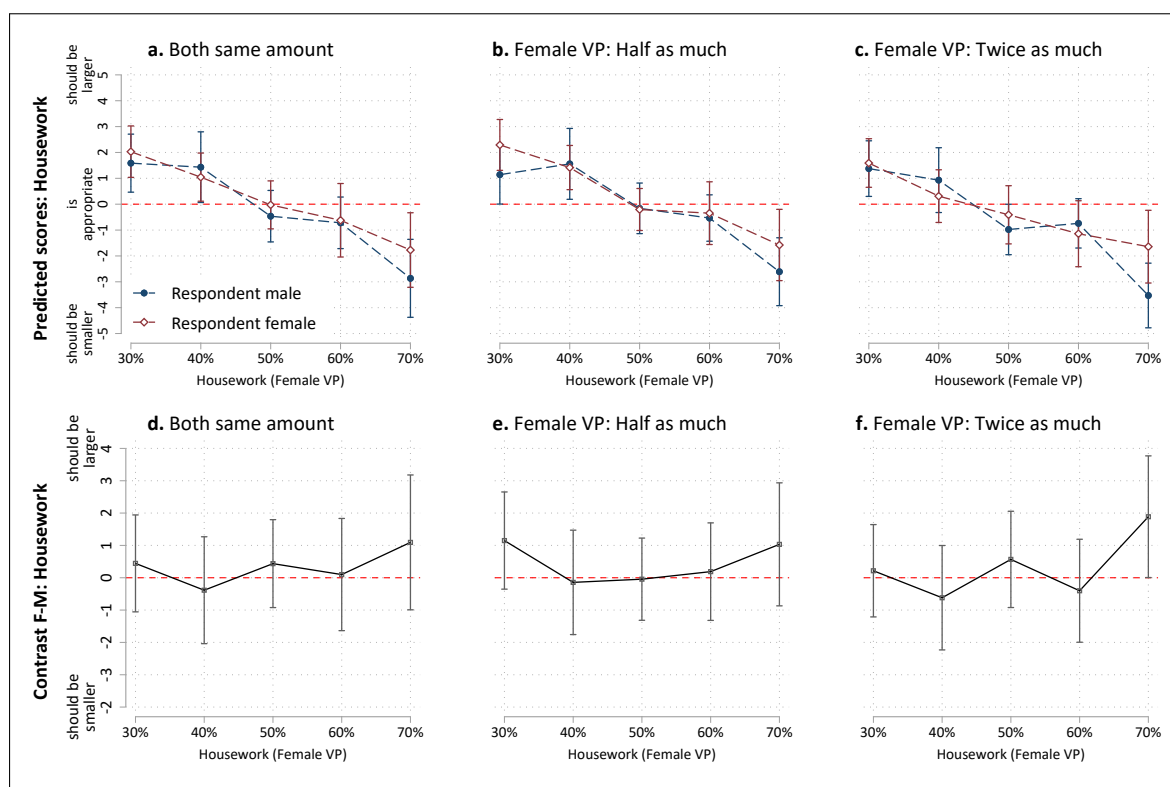 a. Both same amount
b. Female VP: Half as much
c. Female VP: Twice as much
Predicted scores: Housework
should be
larger
is
appropriate
should be
smaller
5
4
3
2
1
0
-1
-2
-3
-4
-5
Respondent male
Respondent female
30% 40% 50% 60% 70%
30% 40% 50% 60% 70%
30% 40% 50% 60% 70%
Housework (Female VP)
Housework (Female VP)
Housework (Female VP)
d. Both same amount
e. Female VP: Half as much
f. Female VP: Twice as much
Contrast F-M: Housework
should be
larger
should be
smaller
4
3
2
1
0
-1
-2
-3
-2
30% 40% 50% 60% 70%
30% 40% 50% 60% 70%
30% 40% 50% 60% 70%
Housework (Female VP)
Housework (Female VP)
Housework (Female VP)